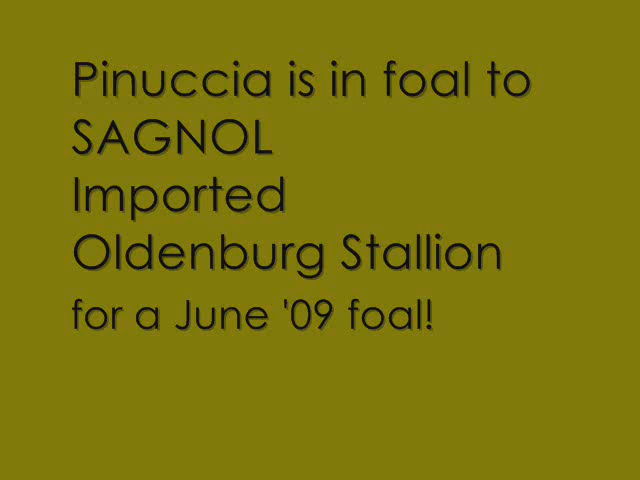 Pinuccia is in foal to
SAGNOL
Imported
Oldenburg Stallion
for a June '09 foal!